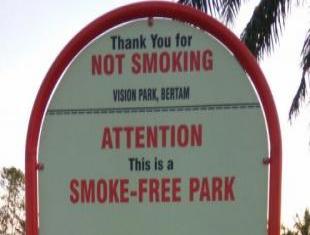 Thank You for
NOT SMOKING
VISION PARK, BERTAM
ATTENTION
This is a
SMOKE-FREE PARK